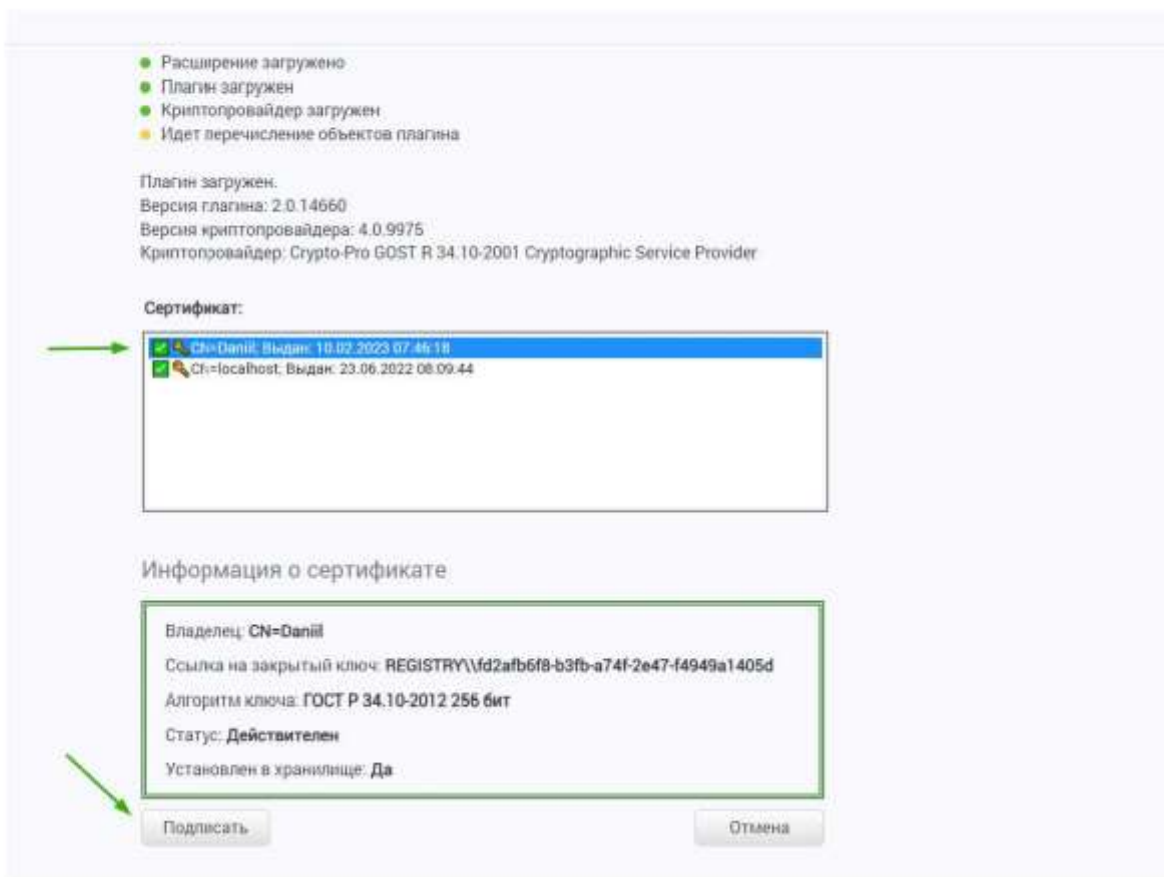 Расширение загружено
Плагин загружен
Криптопровайдер загружен
Идет перечисление объектов плагина
Плагин загружен.
Версия плагина: 2.0.14660
Версия криптопровайдера: 4.0.9975
Криптопровайдер: Crypto-Pro GOST R 34.10-2001 Cryptographic Service Provider
Сертификат:
CN=Daniil; Выдан: 10.02.2023 07:46:18
CN=localhost; Выдан: 23.06.2022 08:09:44
Информация о сертификате
Владелец: CN=Daniil
Ссылка на закрытый ключ: REGISTRY\\fd2afb6f8-b3fb-a74f-2e47-f4949a1405d
Алгоритм ключа: ГОСТ Р 34.10-2012 256 бит
Статус: Действителен
Установлен в хранилище: Да
Подписать Отмена